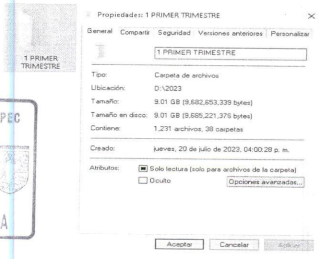 Propiedades: 1 PRIMER TRIMESTRE
General Compartir Seguridad Versiones anteriores Personalizar
1 PRIMER TRIMESTRE
1 PRIMER
TRIMESTRE
Tipo: Carpeta de archivos
Ubicación: D:\2023
Tamaño: 9.01 GB (9,682,653,339 bytes)
Tamaño en disco: 9.01 GB (9,685,221,376 bytes)
Contiene: 1,231 archivos, 38 carpetas
PEC
Creado: jueves, 20 de julio de 2023, 04:00:28 p. m.
Atributos: Solo lectura (solo para archivos de la carpeta)
Oculto Opciones avanzadas...
A
Aceptar Cancelar Aplicar